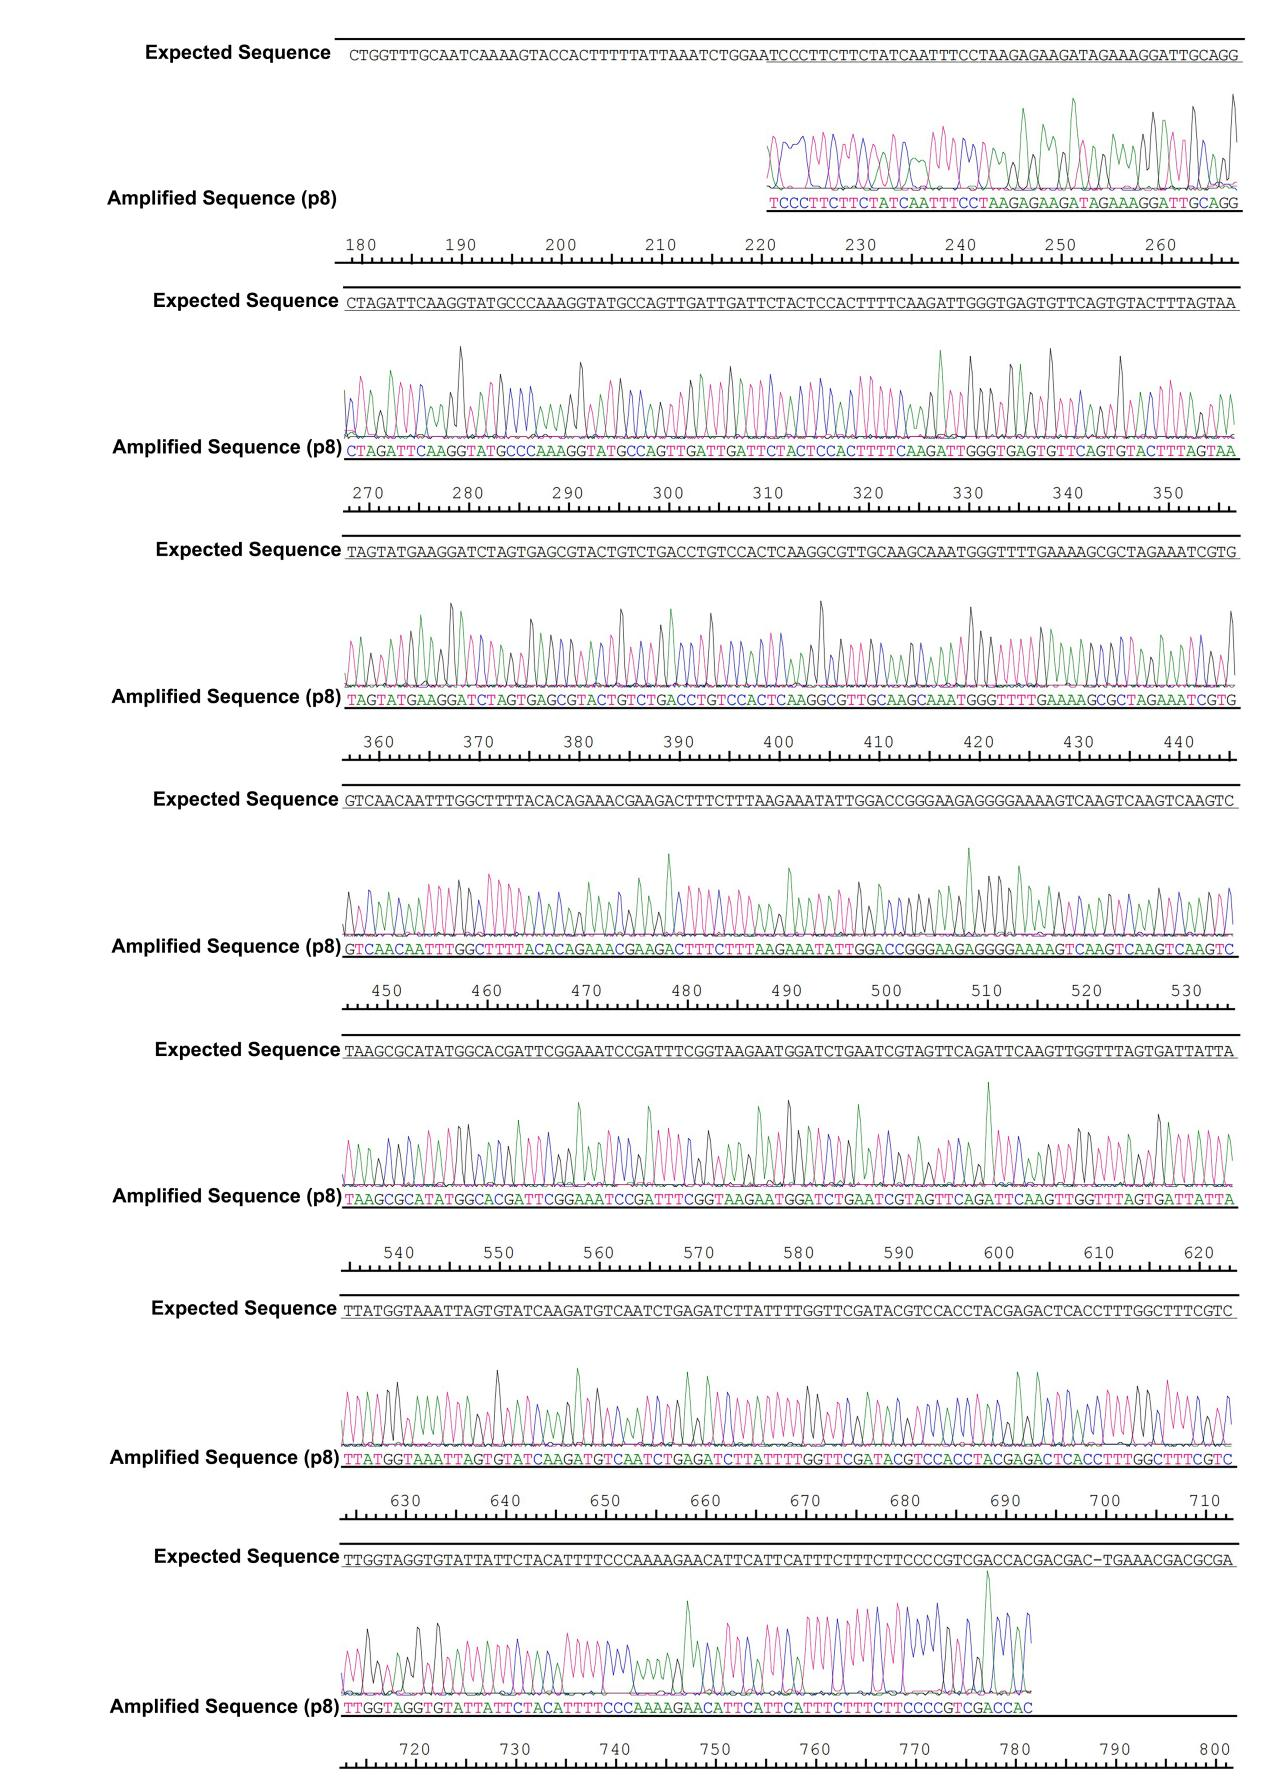 Expected Sequence CTGGTTTGCAATCAAAAGTACCACTTTTTATTAAATCTGGAATCCCTTCTTCTATCAATTTCCTAAGAGAAGATAGAAAGGATTGCAGG
Amplified Sequence (p8) TCCCTTCTTCTATCAATTTCCTAAGAGAAGATAGAAAGGATTGCAGG
180 190 200 210 220 230 240 250 260
Expected Sequence CTAGATTCAAGGTATGCCCAAAGGTATGCCAGTTGATTGATTCTACTCCACTTTTCAAGATTGGGTGAGTGTTCAGTGTACTTTAGTAA
Amplified Sequence (p8) CTAGATTCAAGGTATGCCCAAAGGTATGCCAGTTGATTGATTCTACTCCACTTTTCAAGATTGGGTGAGTGTTCAGTGTACTTTAGTAA
270 280 290 300 310 320 330 340 350
Expected Sequence TAGTATGAAGGATCTAGTGAGCGTACTGTCTGACCTGTCCACTCAAGGCGTTGCAAGCAAATGGGTTTTGAAAAGCGCTAGAAATCGTG
Amplified Sequence (p8) TAGTATGAAGGATCTAGTGAGCGTACTGTCTGACCTGTCCACTCAAGGCGTTGCAAGCAAATGGGTTTTGAAAAGCGCTAGAAATCGTG
360 370 380 390 400 410 420 430 440
Expected Sequence GTCAACAATTTGGCTTTTACACAGAAACGAAGACTTTCTTTAAGAAATATTGGACCGGGAAGAGGGGAAAAGTCAAGTCAAGTCAAGTC
Amplified Sequence (p8) GTCAACAATTTGGCTTTTACACAGAAACGAAGACTTTCTTTAAGAAATATTGGACCGGGAAGAGGGGAAAAGTCAAGTCAAGTCAAGTC
450 460 470 480 490 500 510 520 530
Expected Sequence TAAGCGCATATGGCACGATTCGGAAATCCGATTTCGGTAAGAATGGATCTGAATCGTAGTTCAGATTCAAGTTGGTTTAGTGATTATTA
Amplified Sequence (p8) TAAGCGCATATGGCACGATTCGGAAATCCGATTTCGGTAAGAATGGATCTGAATCGTAGTTCAGATTCAAGTTGGTTTAGTGATTATTA
540 550 560 570 580 590 600 610 620
Expected Sequence TTATGGTAAATTAGTGTATCAAGATGTCAATCTGAGATCTTATTTTGGTTCGATACGTCCACCTACGAGACTCACCTTTGGCTTTCGTC
Amplified Sequence (p8) TTATGGTAAATTAGTGTATCAAGATGTCAATCTGAGATCTTATTTTGGTTCGATACGTCCACCTACGAGACTCACCTTTGGCTTTCGTC
630 640 650 660 670 680 690 700 710
Expected Sequence TTGGTAGGTGTATTATTCTACATTTTCCCAAAAGAACATTCATTCATTTCTTTCTTCCCCGTCGACCACGACGAC-TGAAACGACGCGA
Amplified Sequence (p8) TTGGTAGGTGTATTATTCTACATTTTCCCAAAAGAACATTCATTCATTTCTTTCTTCCCCGTCGACCAC
720 730 740 750 760 770 780 790 800